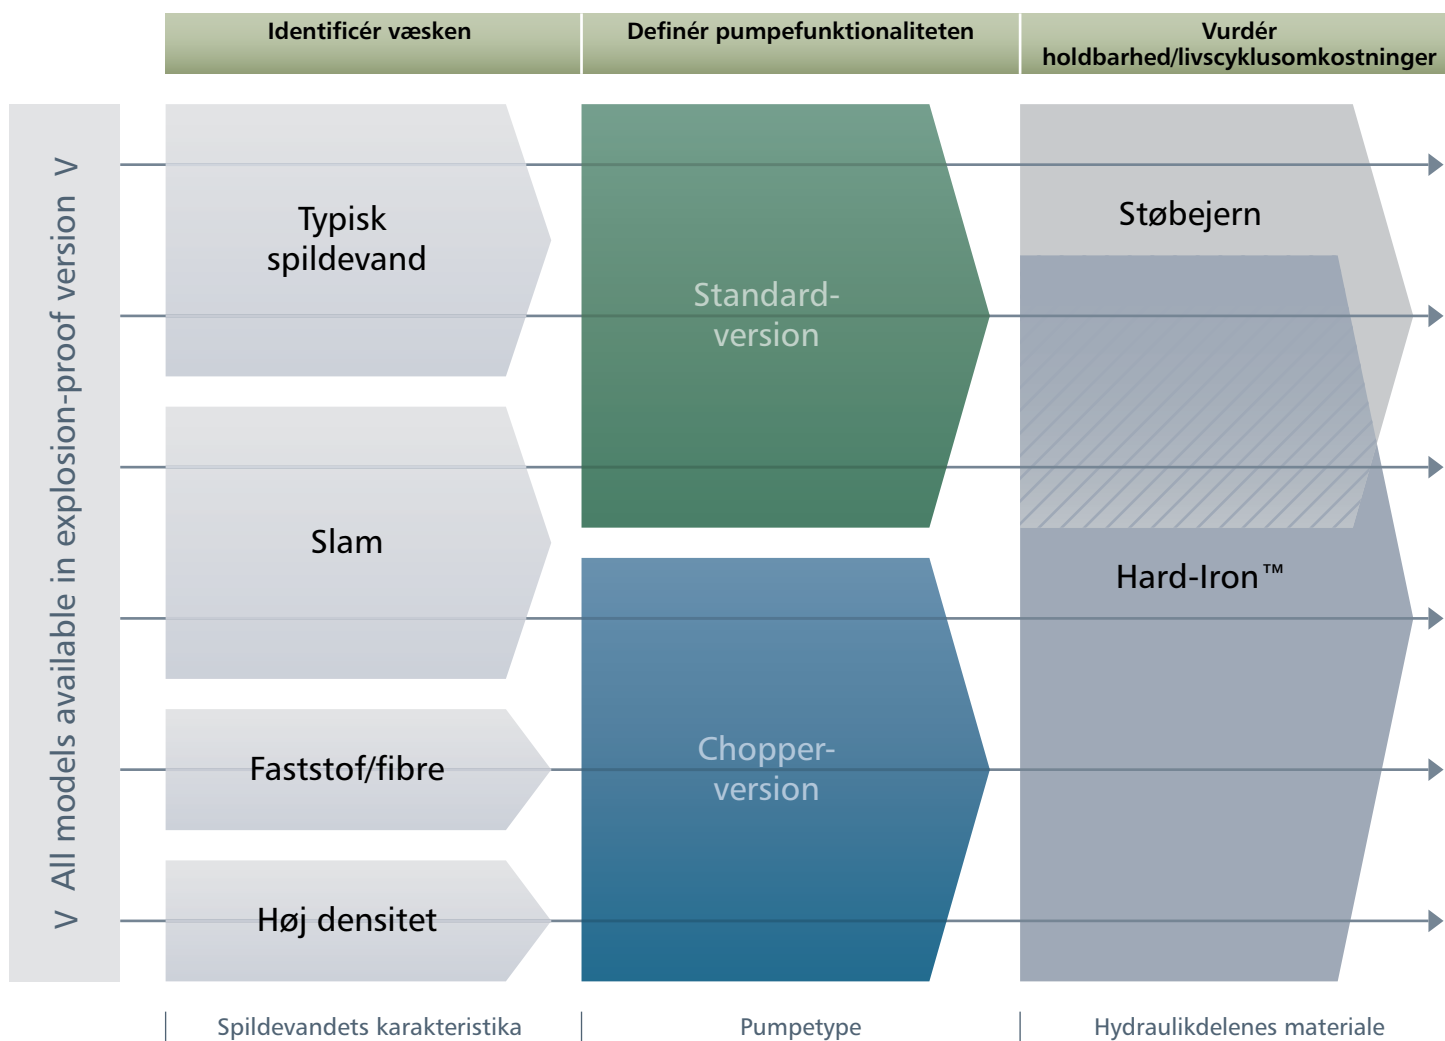 Identificér væsken
Definér pumpefunktionaliteten
Vurdér
holdbarhed/livscyklusomkostninger
V All models available in explosion-proof version V
Typisk
spildevand
Slam
Faststof/fibre
Høj densitet
Standard-
version
Chopper-
version
Støbejern
Hard-Iron™
Spildevandets karakteristika
Pumpetype
Hydraulikdelenes materiale